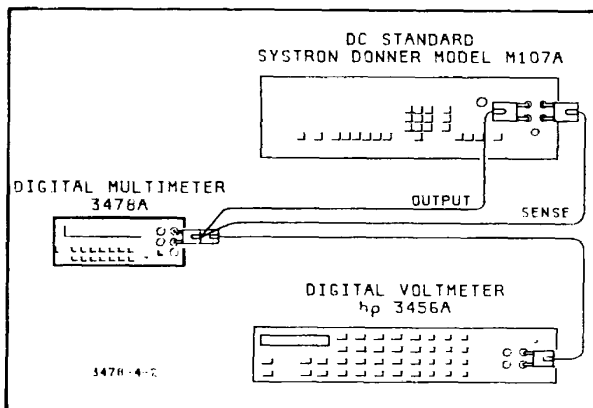 DC STANDARD
SYSTRON DONNER MODEL M107A
DIGITAL MULTIMETER
3478A
OUTPUT
SENSE
DIGITAL VOLTMETER
hp 3456A
3478-4-2